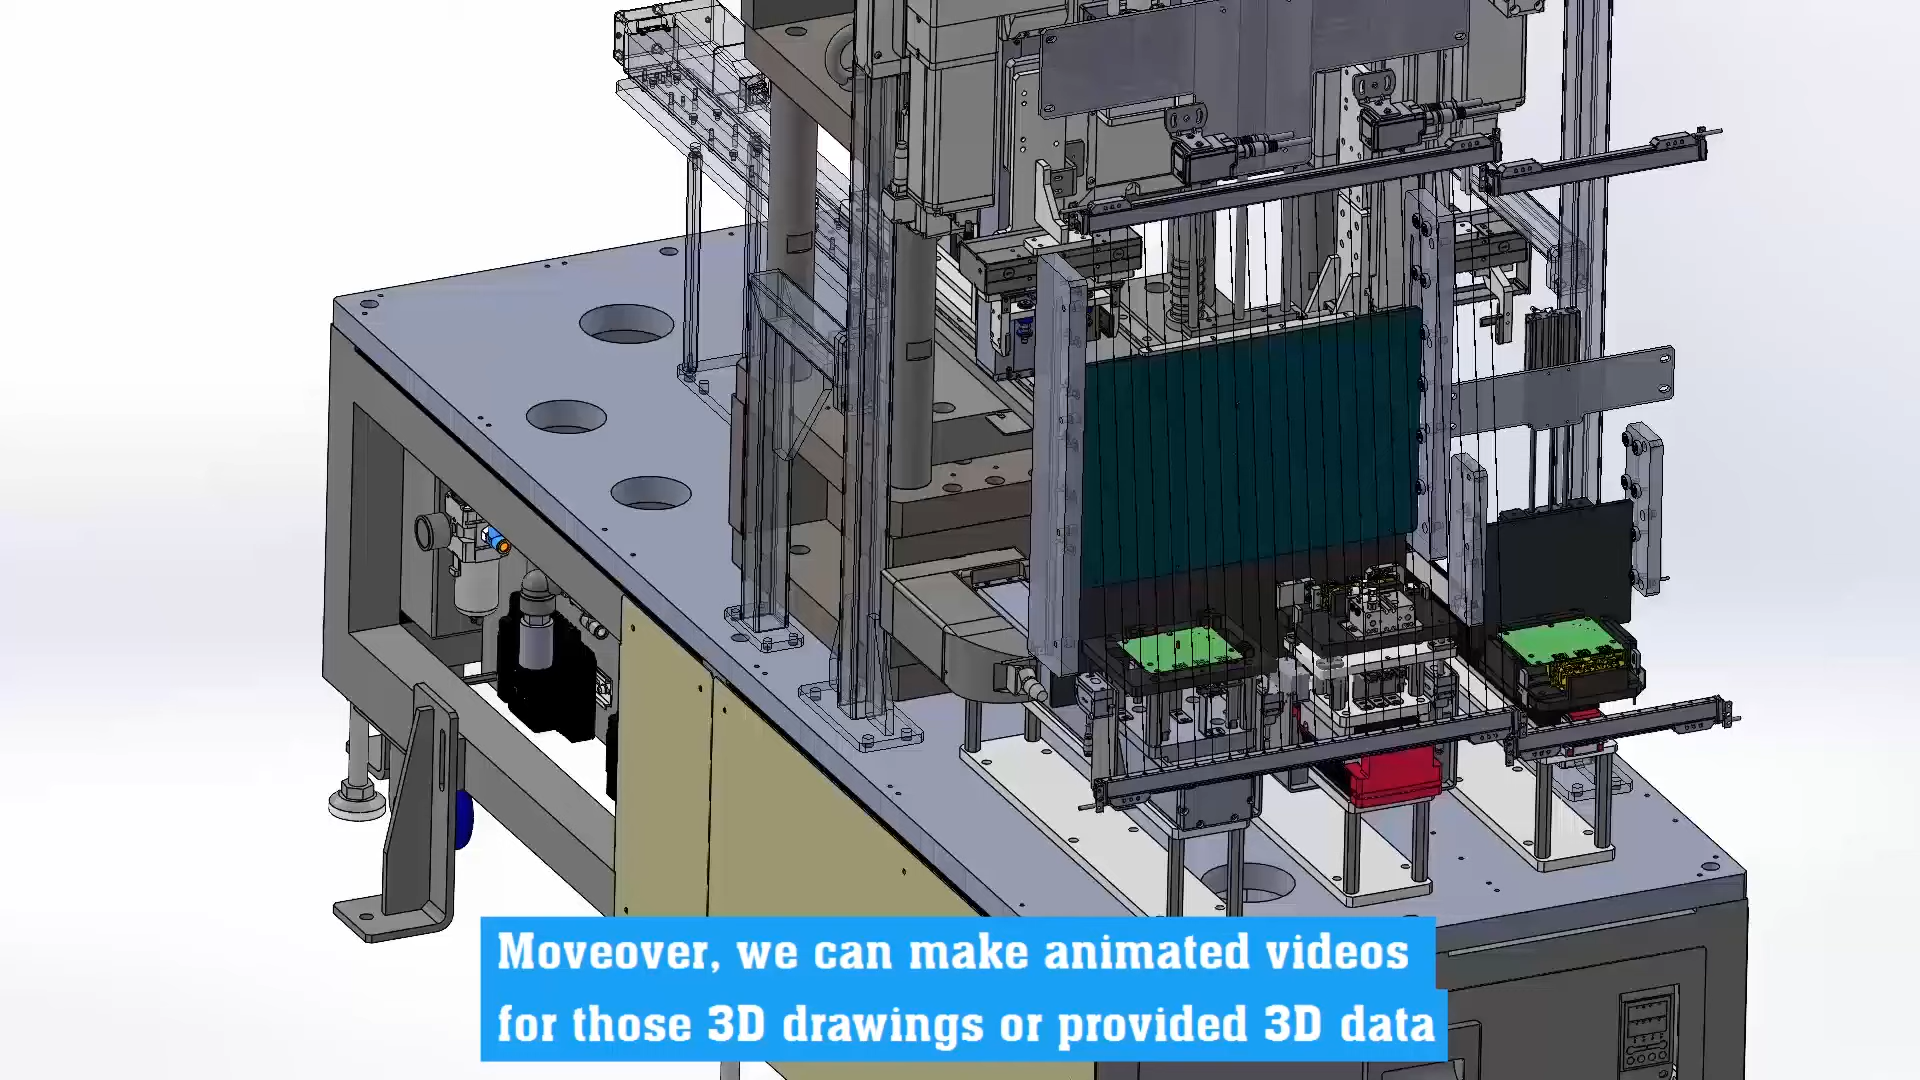 Moveover, we can make animated videos
for those 3D drawings or provided 3D data